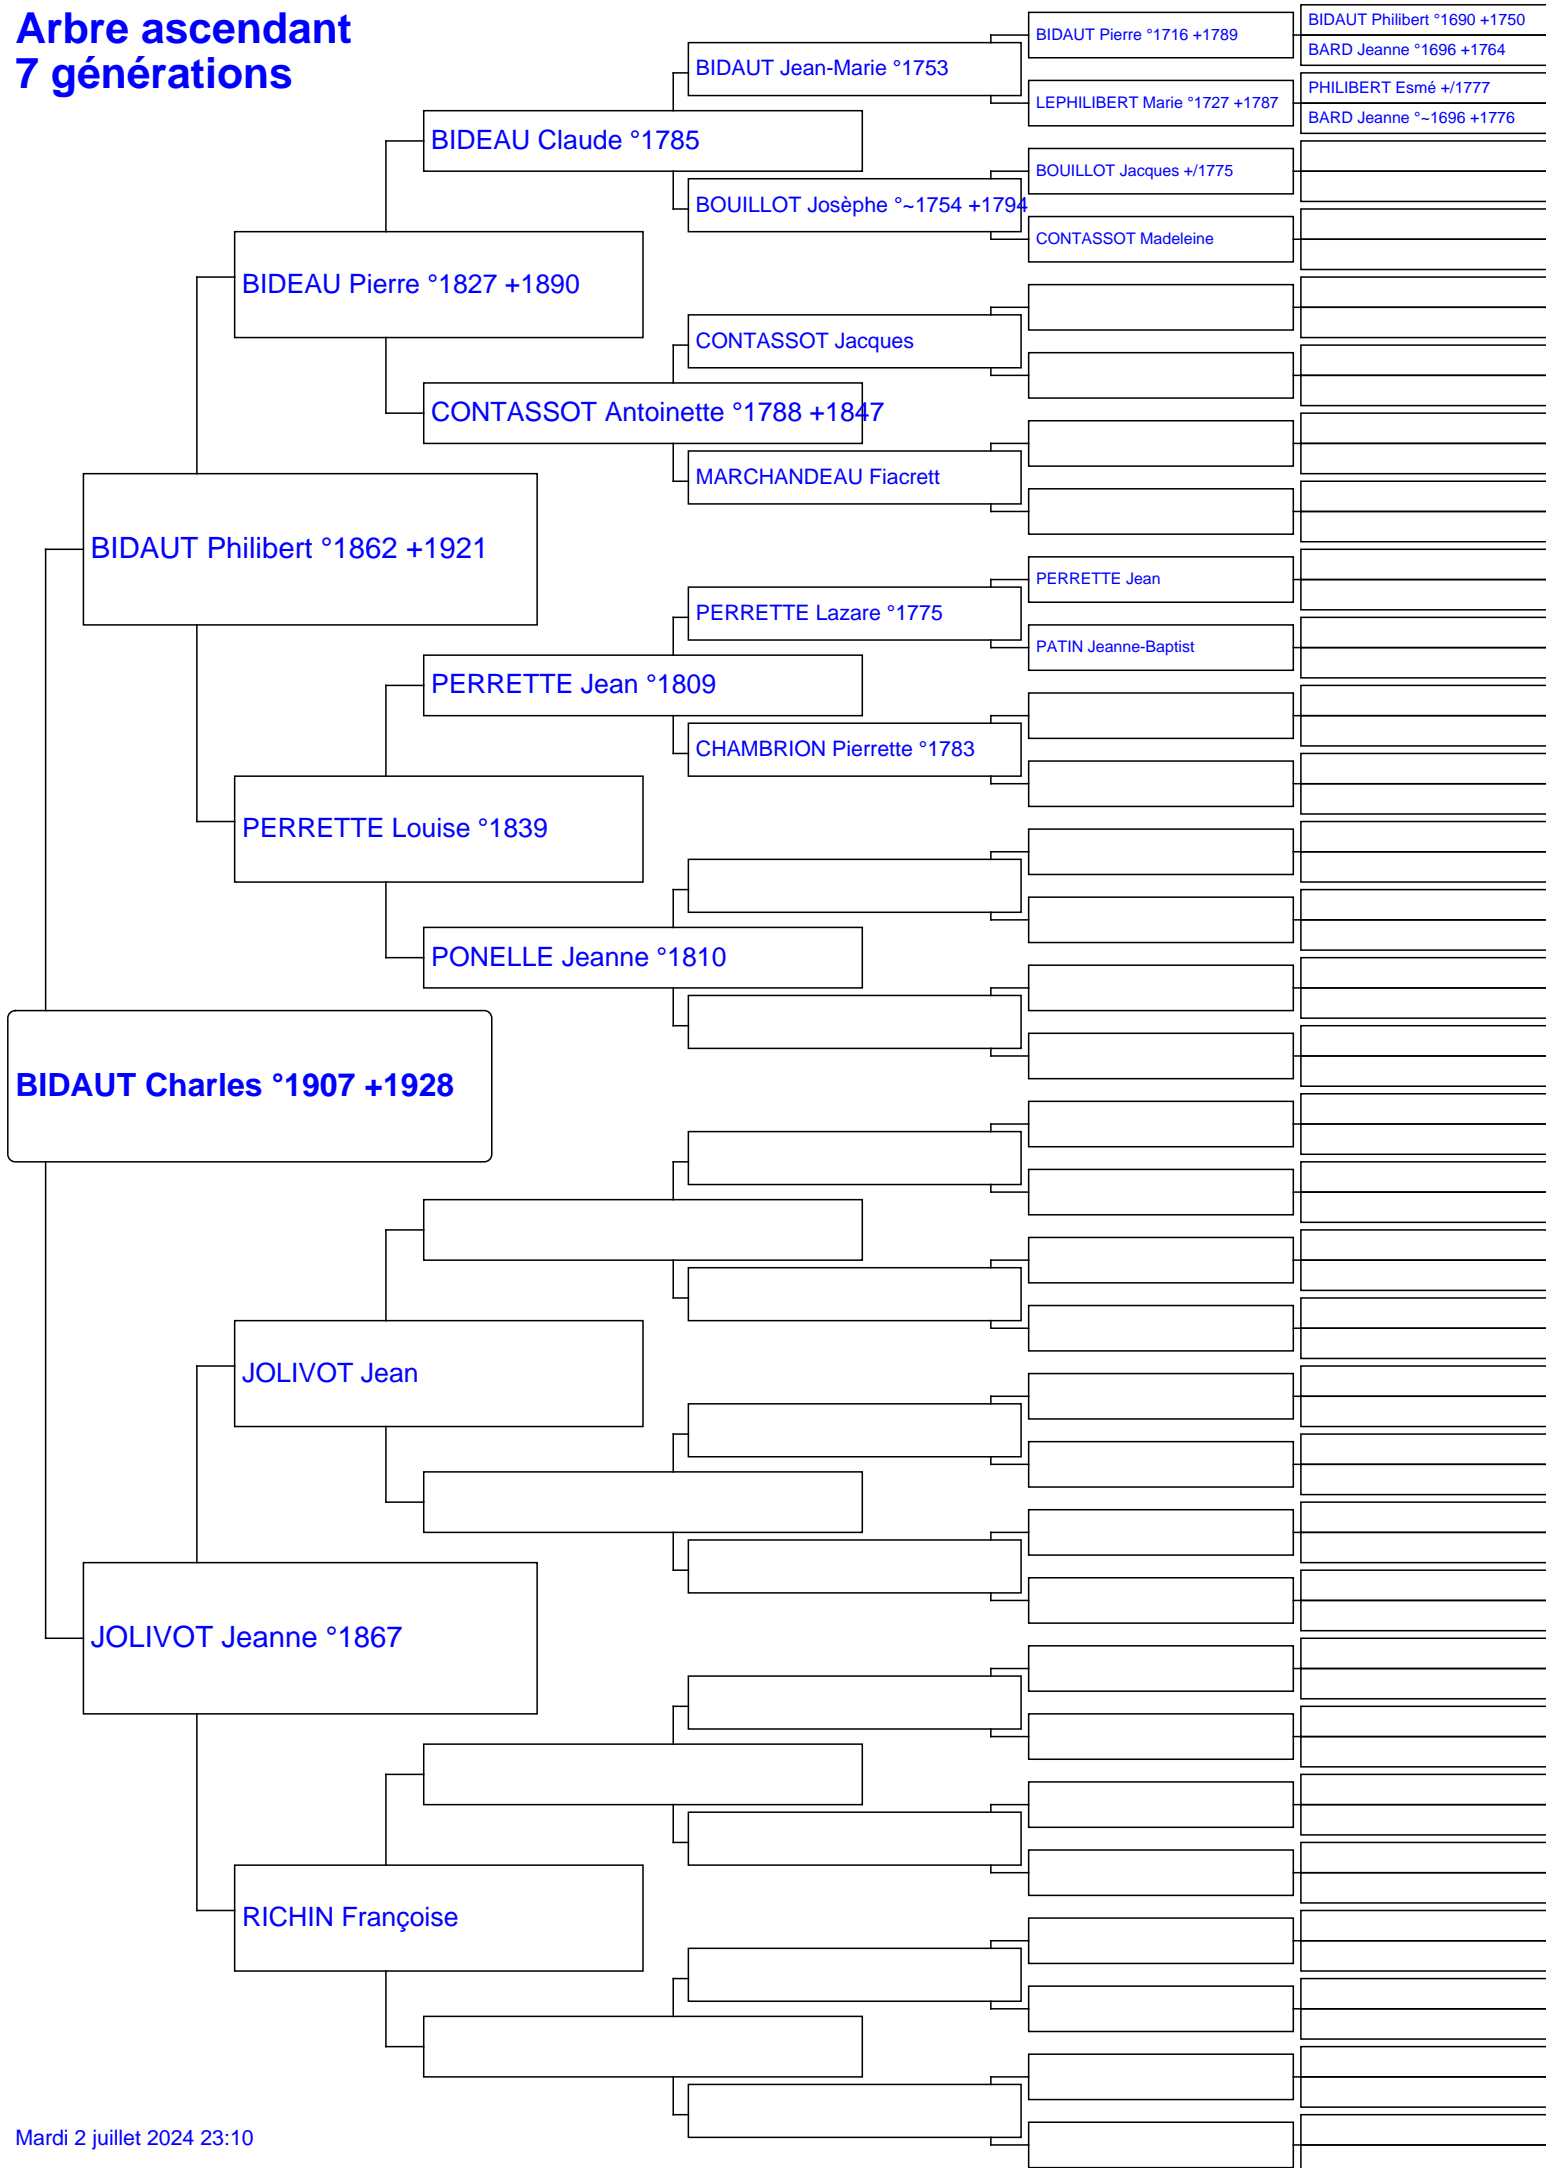 Arbre ascendant
7 générations
BIDAUT Philibert °1690 +1750
BIDAUT Pierre °1716 +1789
BARD Jeanne °1696 +1764
BIDAUT Jean-Marie °1753
PHILIBERT Esmé +/1777
LEPHILIBERT Marie °1727 +1787
BARD Jeanne °~1696 +1776
BIDEAU Claude °1785
BOUILLOT Jacques +/1775
BOUILLOT Josèphe °~1754 +1794
CONTASSOT Madeleine
BIDEAU Pierre °1827 +1890
CONTASSOT Jacques
CONTASSOT Antoinette °1788 +1847
MARCHANDEAU Fiacrett
BIDAUT Philibert °1862 +1921
PERRETTE Jean
PERRETTE Lazare °1775
PATIN Jeanne-Baptist
PERRETTE Jean °1809
CHAMBRION Pierrette °1783
PERRETTE Louise °1839
PONELLE Jeanne °1810
BIDAUT Charles °1907 +1928
JOLIVOT Jean
JOLIVOT Jeanne °1867
RICHIN Françoise
Mardi 2 juillet 2024 23:10